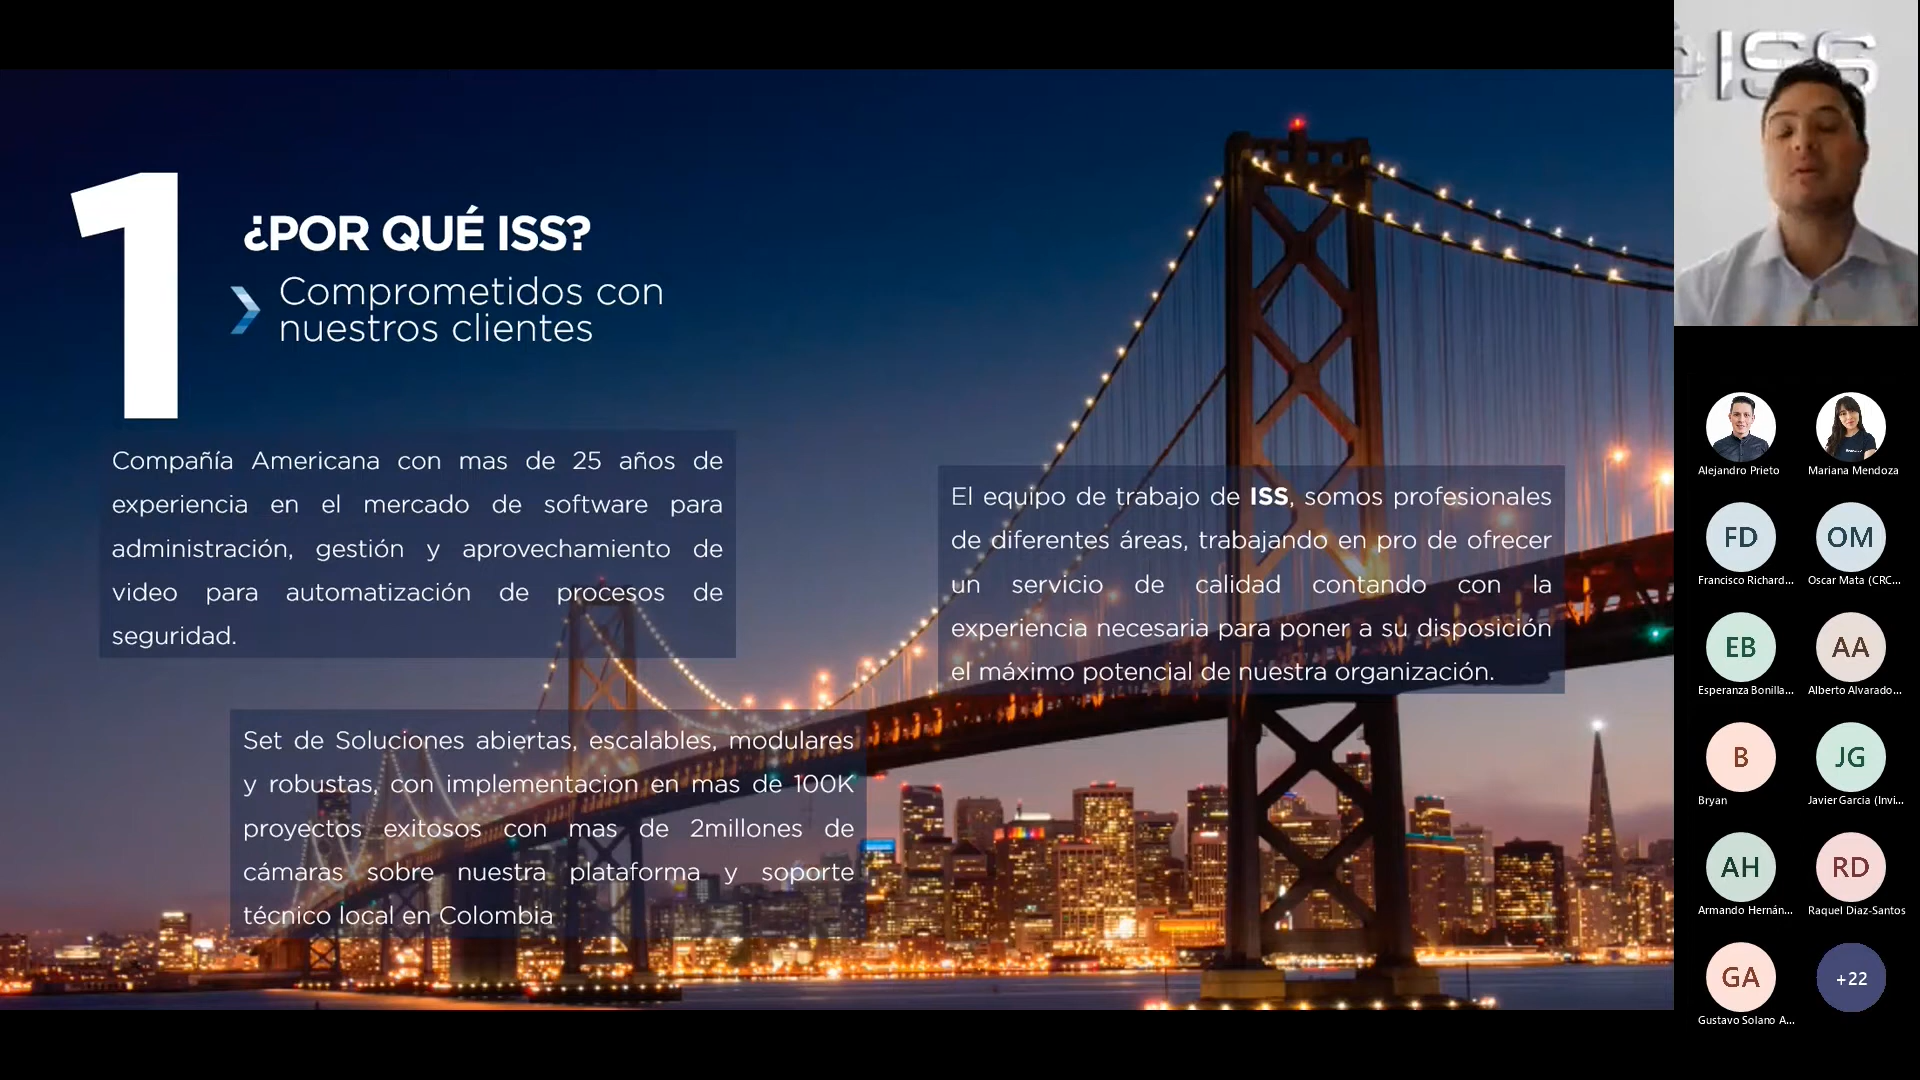 1
¿POR QUÉ ISS?
Comprometidos con
nuestros clientes
Compañía Americana con mas de 25 años de
experiencia en el mercado de software para
administración, gestión y aprovechamiento de
video para automatización de procesos de
seguridad.
El equipo de trabajo de ISS, somos profesionales
de diferentes áreas, trabajando en pro de ofrecer
un servicio de calidad contando con la
experiencia necesaria para poner a su disposición
el máximo potencial de nuestra organización.
Set de Soluciones abiertas, escalables, modulares
y robustas, con implementacion en mas de 100K
proyectos exitosos con mas de 2millones de
cámaras sobre nuestra plataforma y soporte
técnico local en Colombia
ISS
Alejandro Prieto
Mariana Mendoza
FD
OM
Francisco Richard...
Oscar Mata (CRC...
EB
AA
Esperanza Bonilla...
Alberto Alvarado...
B
JG
Bryan
Javier Garcia (Invi...
AH
RD
Armando Hernán...
Raquel Diaz-Santos
GA
+22
Gustavo Solano A...